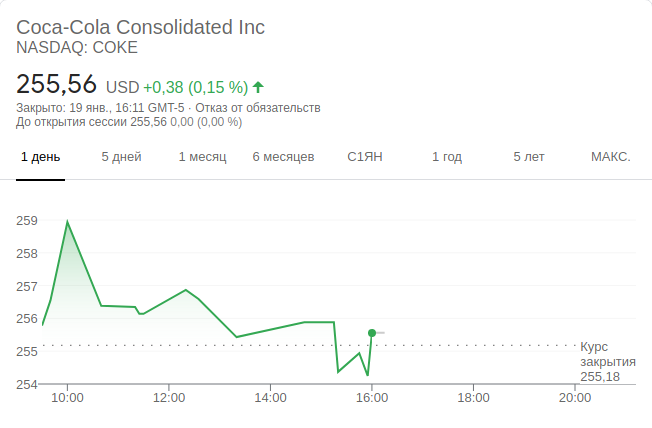 Coca-Cola Consolidated Inc
NASDAQ: COKE
255,56 USD +0,38 (0,15 %)
Закрыто: 19 янв., 16:11 GMT-5 · Отказ от обязательств
До открытия сессии 255,56 0,00 (0,00 %)
1 день 5 дней 1 месяц 6 месяцев С1ЯН 1 год 5 лет МАКС.
259
258
257
256
255
254
Курс
закрытия
255,18
10:00 12:00 14:00 16:00 18:00 20:00